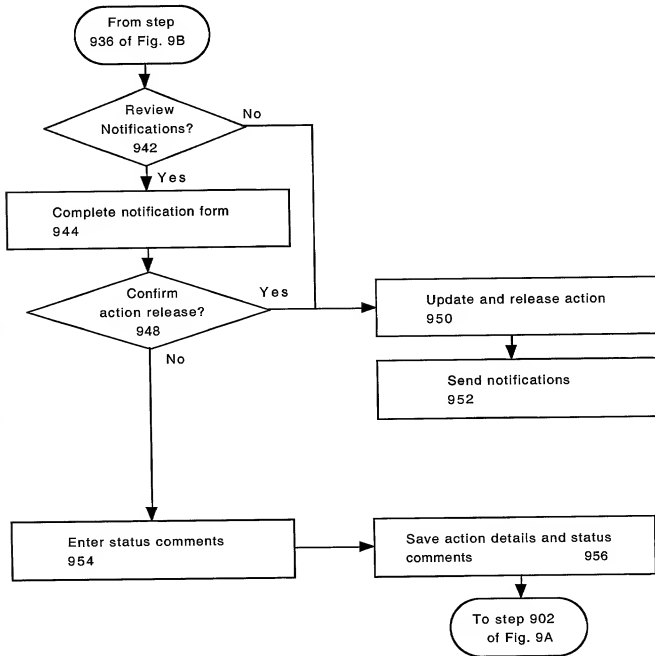 From step
936 of Fig. 9B
Review
Notifications?
942
No
Yes
Complete notification form
944
Confirm
action release?
948
Yes
No
Update and release action
950
Send notifications
952
Enter status comments
954
Save action details and status
comments 956
To step 902
of Fig. 9A